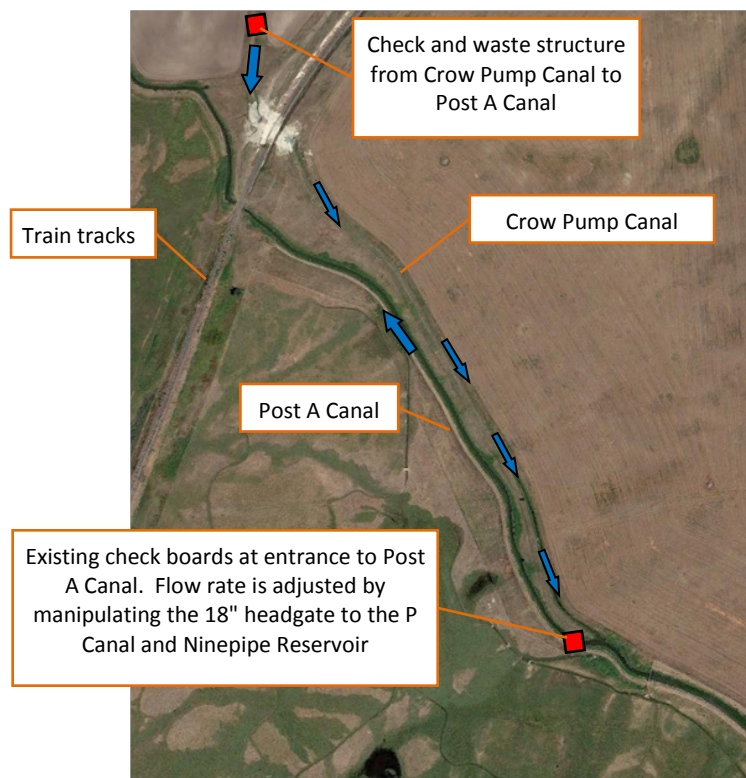 Check and waste structure
from Crow Pump Canal to
Post A Canal
Crow Pump Canal
Train tracks
Post A Canal
Existing check boards at entrance to Post
A Canal.  Flow rate is adjusted by
manipulating the 18" headgate to the P
Canal and Ninepipe Reservoir